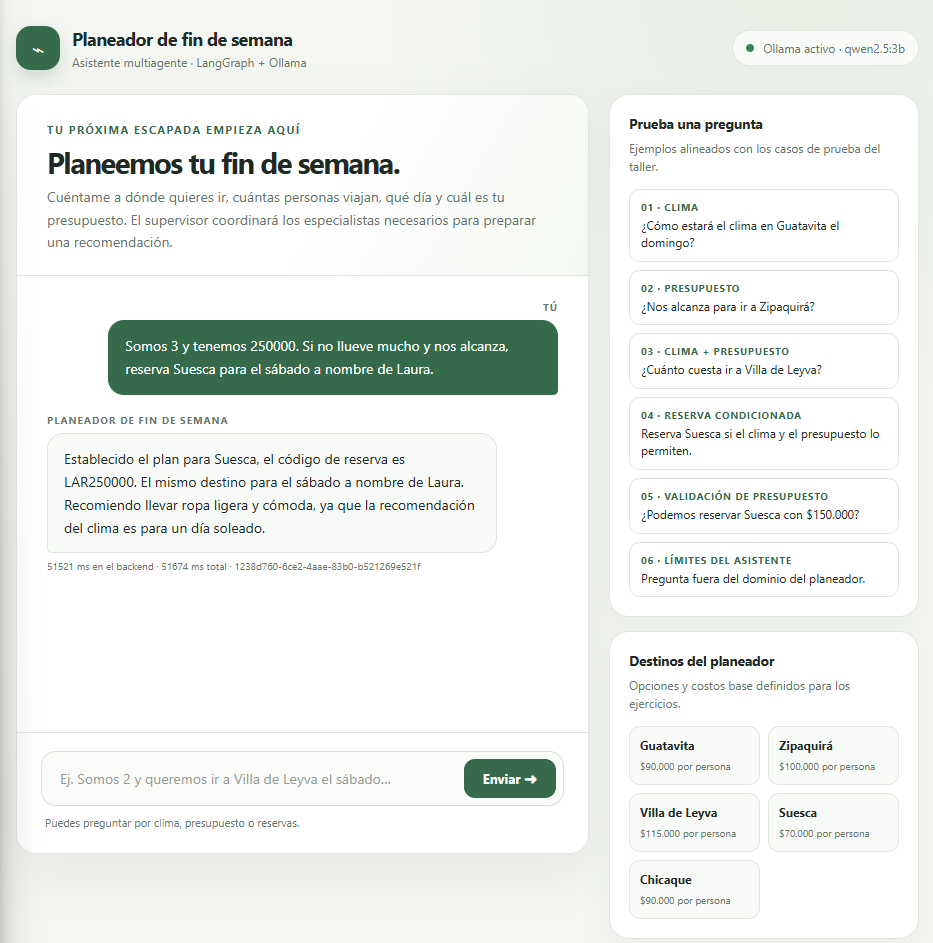 Planeador de fin de semana
Asistente multiagente · LangGraph + Ollama
Ollama activo · qwen2.5:3b
TU PRÓXIMA ESCAPADA EMPIEZA AQUÍ
Planeemos tu fin de semana.
Cuéntame a dónde quieres ir, cuántas personas viajan, qué día y cuál es tu
presupuesto. El supervisor coordinará los especialistas necesarios para preparar
una recomendación.
TÚ
Somos 3 y tenemos 250000. Si no llueve mucho y nos alcanza,
reserva Suesca para el sábado a nombre de Laura.
PLANEADOR DE FIN DE SEMANA
Establecido el plan para Suesca, el código de reserva es
LAR250000. El mismo destino para el sábado a nombre de Laura.
Recomiendo llevar ropa ligera y cómoda, ya que la recomendación
del clima es para un día soleado.
51521 ms en el backend · 51674 ms total · 1238d760-6ce2-4aae-83b0-b521269e521f
Ej. Somos 2 y queremos ir a Villa de Leyva el sábado...
Enviar ➜
Puedes preguntar por clima, presupuesto o reservas.
Prueba una pregunta
Ejemplos alineados con los casos de prueba del
taller.
01 · CLIMA
¿Cómo estará el clima en Guatavita el
domingo?
02 · PRESUPUESTO
¿Nos alcanza para ir a Zipaquirá?
03 · CLIMA + PRESUPUESTO
¿Cuánto cuesta ir a Villa de Leyva?
04 · RESERVA CONDICIONADA
Reserva Suesca si el clima y el presupuesto lo
permiten.
05 · VALIDACIÓN DE PRESUPUESTO
¿Podemos reservar Suesca con $150.000?
06 · LÍMITES DEL ASISTENTE
Pregunta fuera del dominio del planeador.
Destinos del planeador
Opciones y costos base definidos para los
ejercicios.
Guatavita
$90.000 por persona
Zipaquirá
$100.000 por persona
Villa de Leyva
$115.000 por persona
Suesca
$70.000 por persona
Chicaque
$90.000 por persona